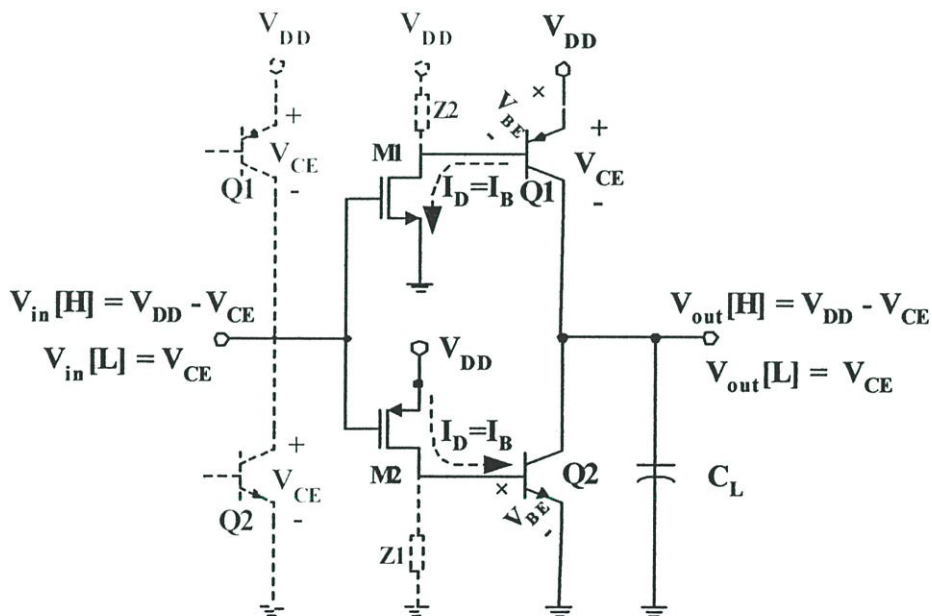 V_DD V_DD V_DD
+ Z2 V_BE × +
- 
V_CE M1 V_CE
Q1 - I_D=I_B Q1 -
V_in[H] = V_DD - V_CE V_out[H] = V_DD - V_CE
V_in[L] = V_CE V_DD V_out[L] = V_CE
+ I_D=I_B
V_CE M2 Q2 C_L
Q2 - × V_BE -
Z1